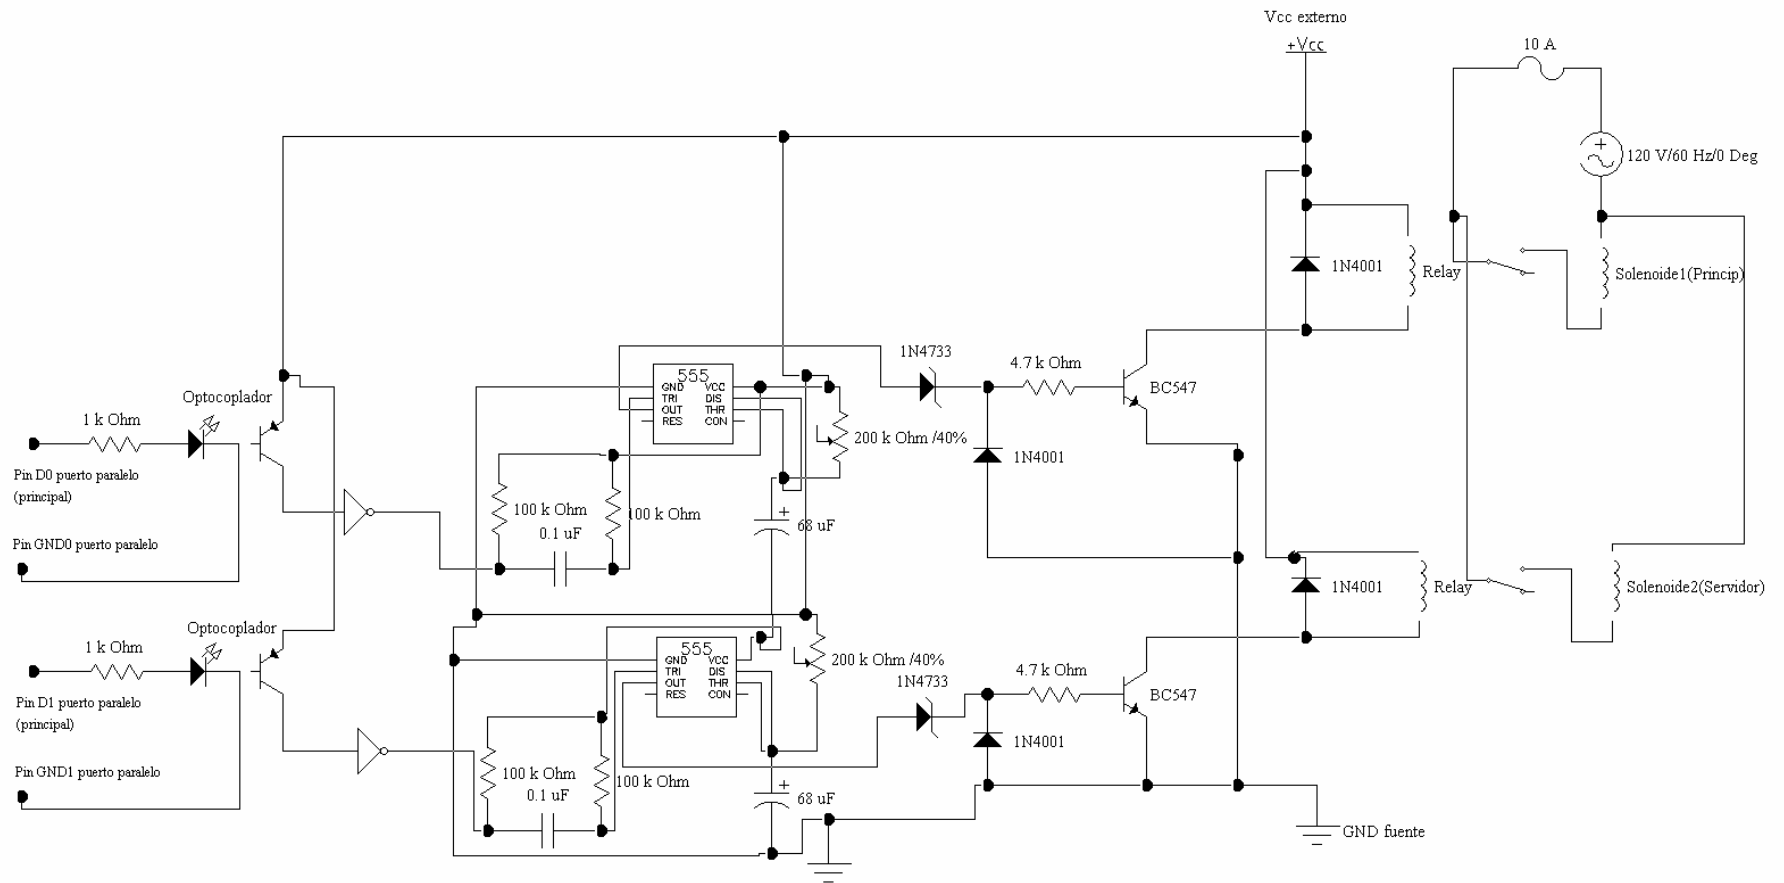 Vcc externo
+Vcc
10 A
120 V/60 Hz/0 Deg
1N4001
Relay
Solenoide1(Princip)
1N4733
4.7 k Ohm
BC547
555
GND VCC
TRI DIS
OUT THR
RES CON
Optocoplador
1 k Ohm
200 k Ohm /40%
1N4001
Pin D0 puerto paralelo
(principal)
100 k Ohm
100 k Ohm
0.1 uF
68 uF
Pin GND0 puerto paralelo
1N4001
Relay
Solenoide2(Servidor)
Optocoplador
1 k Ohm
555
GND VCC
TRI DIS
OUT THR
RES CON
200 k Ohm /40%
1N4733
4.7 k Ohm
BC547
Pin D1 puerto paralelo
(principal)
1N4001
Pin GND1 puerto paralelo
100 k Ohm
100 k Ohm
0.1 uF
68 uF
GND fuente